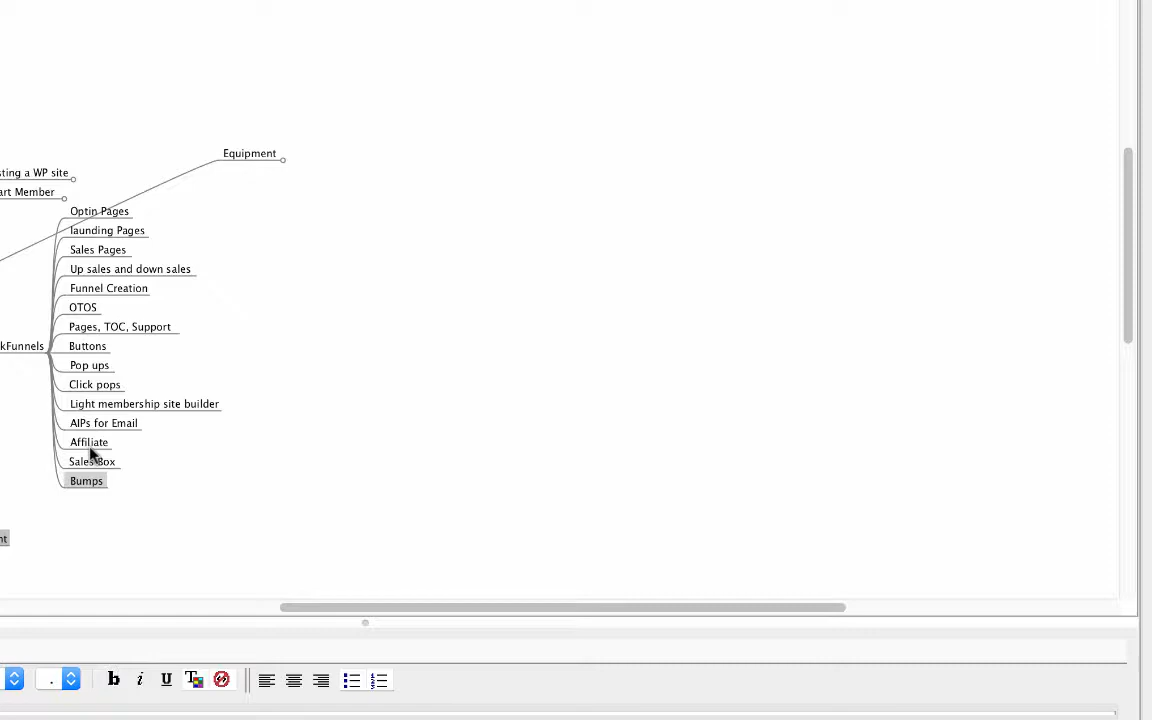 Equipment
sting a WP site
art Member
Optin Pages
launding Pages
Sales Pages
Up sales and down sales
Funnel Creation
OTOS
Pages, TOC, Support
kFunnels
Buttons
Pop ups
Click pops
Light membership site builder
AIPs for Email
Affiliate
Sales Box
Bumps
nt
b i U T